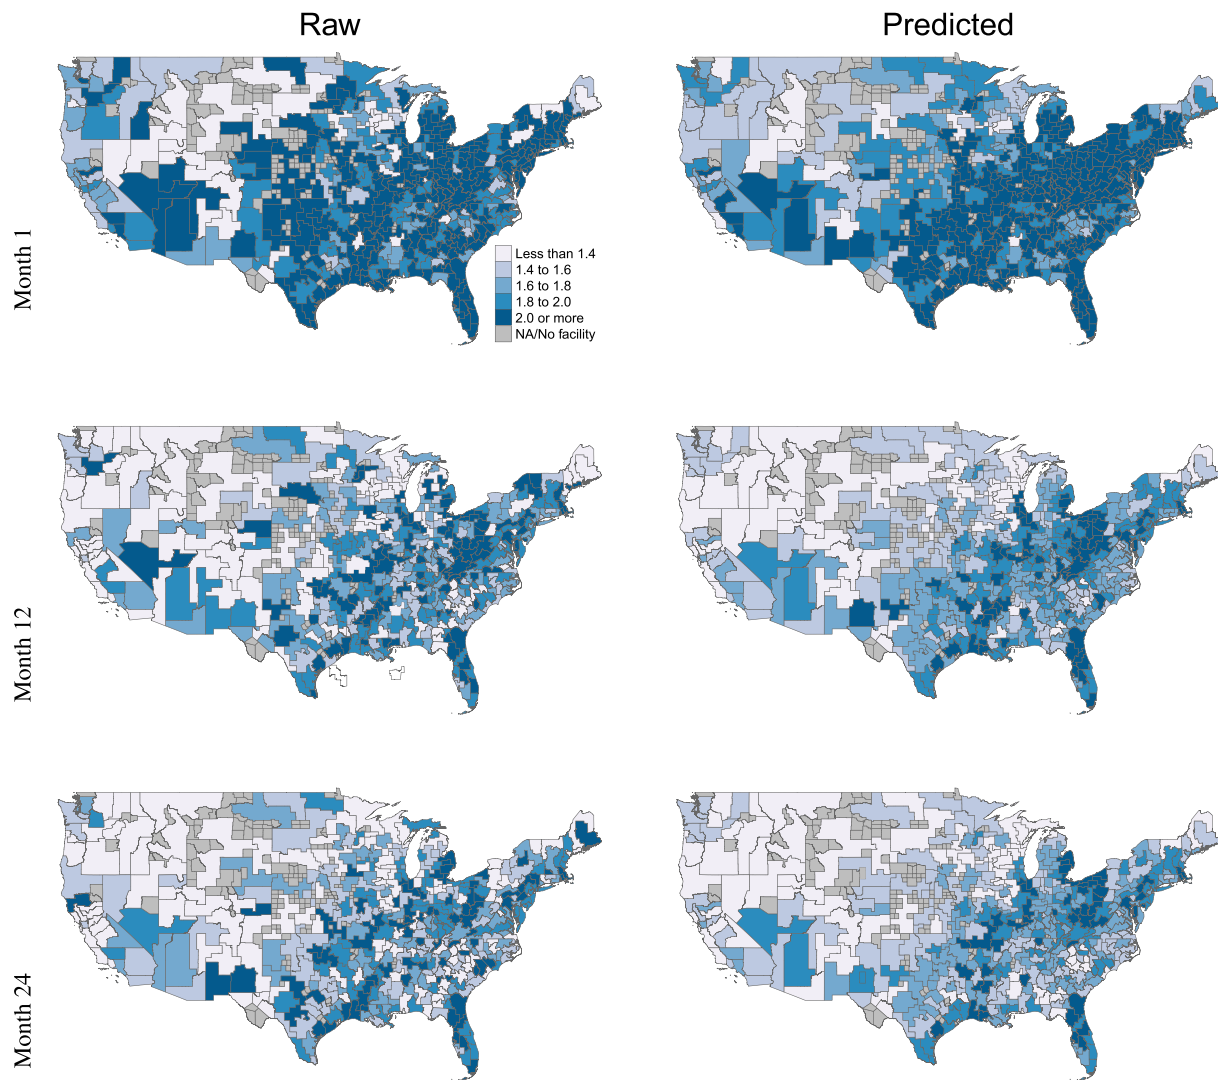 Raw
Predicted
Month 1
Less than 1.4
1.4 to 1.6
1.6 to 1.8
1.8 to 2.0
2.0 or more
NA/No facility
Month 12
Month 24